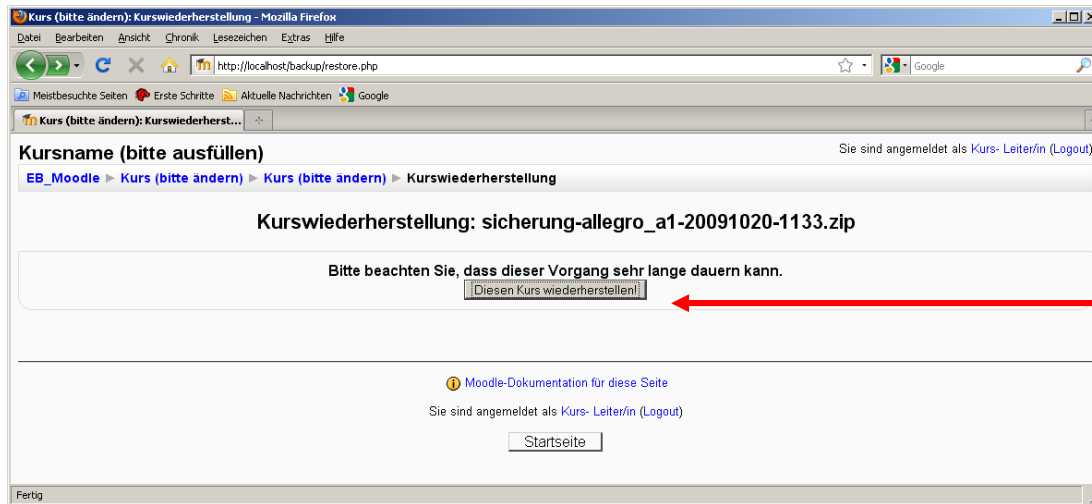 Kurs (bitte ändern): Kurswiederherstellung - Mozilla Firefox
Datei Bearbeiten Ansicht Chronik Lesezeichen Extras Hilfe
http://localhost/backup/restore.php
Google
Meistbesuchte Seiten Erste Schritte Aktuelle Nachrichten Google
Kurs (bitte ändern): Kurswiederherst...
Kursname (bitte ausfüllen)
Sie sind angemeldet als Kurs- Leiter/in (Logout)
EB_Moodle ► Kurs (bitte ändern) ► Kurs (bitte ändern) ► Kurswiederherstellung
Kurswiederherstellung: sicherung-allegro_a1-20091020-1133.zip
Bitte beachten Sie, dass dieser Vorgang sehr lange dauern kann.
Diesen Kurs wiederherstellen!
Moodle-Dokumentation für diese Seite
Sie sind angemeldet als Kurs- Leiter/in (Logout)
Startseite
Fertig